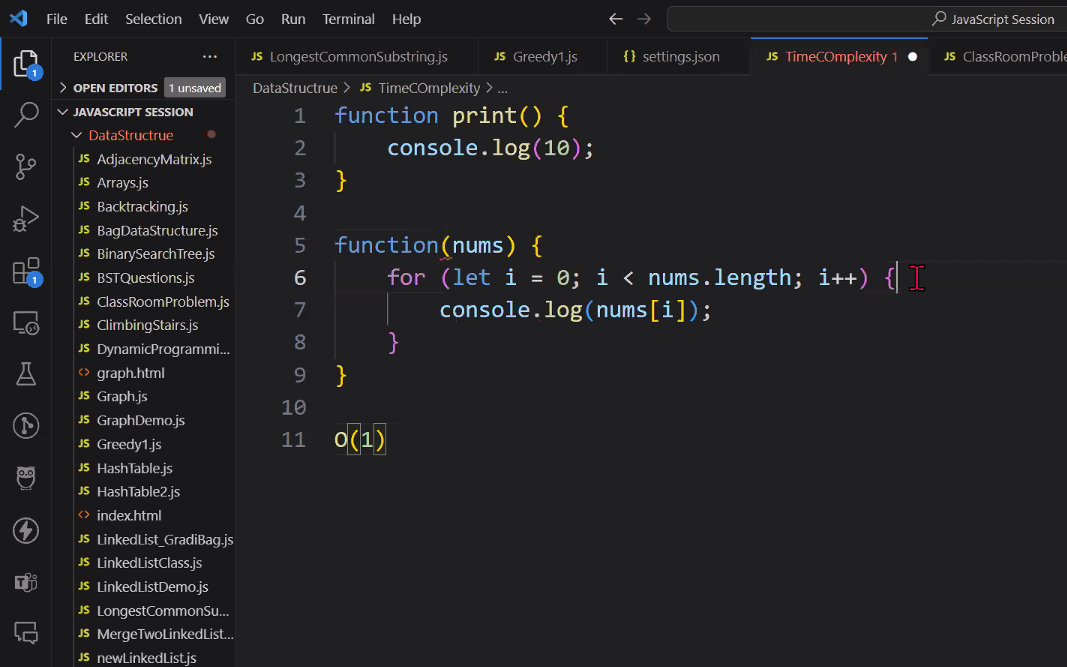 File Edit Selection View Go Run Terminal Help
JavaScript Session
EXPLORER
OPEN EDITORS 1 unsaved
JAVASCRIPT SESSION
DataStructrue
JS AdjacencyMatrix.js
JS Arrays.js
JS Backtracking.js
JS BagDataStructure.js
JS BinarySearchTree.js
JS BSTQuestions.js
JS ClassRoomProblem.js
JS ClimbingStairs.js
JS DynamicProgrammi...
<> graph.html
JS Graph.js
JS GraphDemo.js
JS Greedy1.js
JS HashTable.js
JS HashTable2.js
<> index.html
JS LinkedList_GradiBag.js
JS LinkedListClass.js
JS LinkedListDemo.js
JS LongestCommonSu...
JS MergeTwoLinkedList...
JS newLinkedList.js
1
1
JS LongestCommonSubstring.js JS Greedy1.js {} settings.json JS TimeCOmplexity 1 JS ClassRoomProble
DataStructrue > JS TimeCOmplexity > ...
1 function print() {
2 console.log(10);
3 }
4
5 function(nums) {
6 for (let i = 0; i < nums.length; i++) {
7 console.log(nums[i]);
8 }
9 }
10
11 O(1)